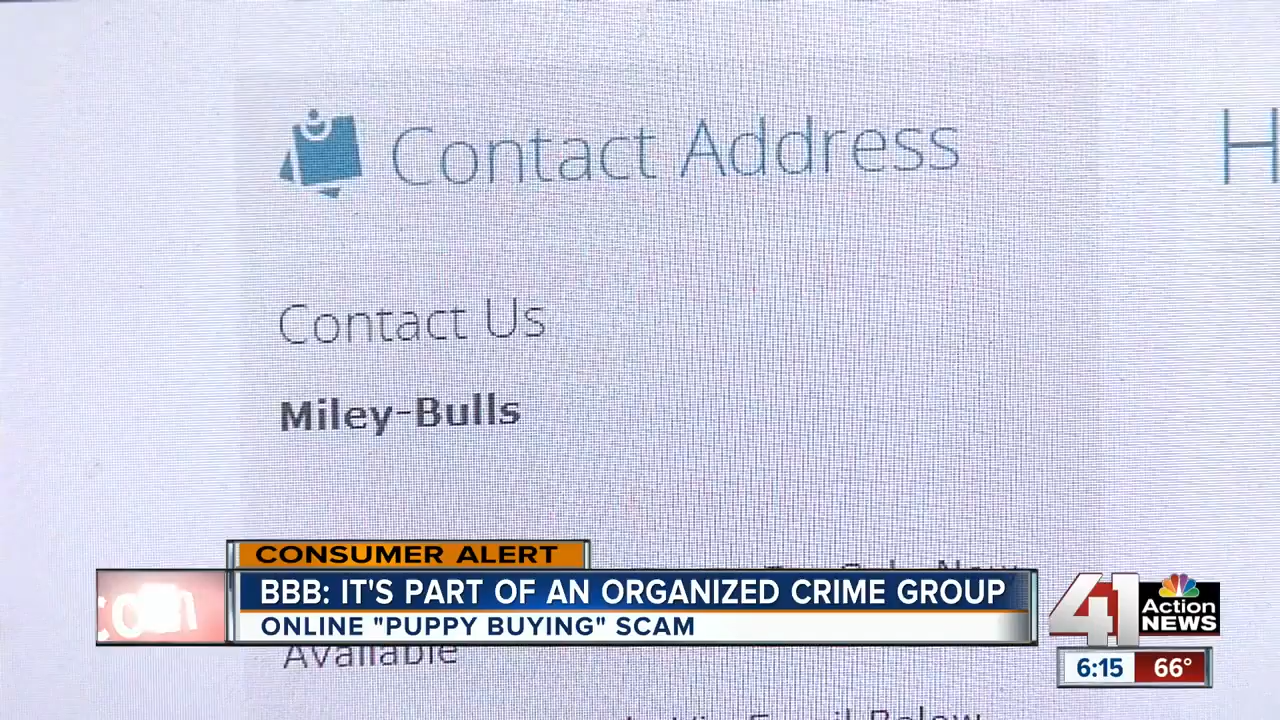 Contact Address
H
Contact Us
Miley-Bulls
CONSUMER ALERT
BBB: IT'S PART OF AN ORGANIZED CRIME GROUP
ONLINE "PUPPY BUYING" SCAM
41
Action
NEWS
Available
6:15 66°
Below